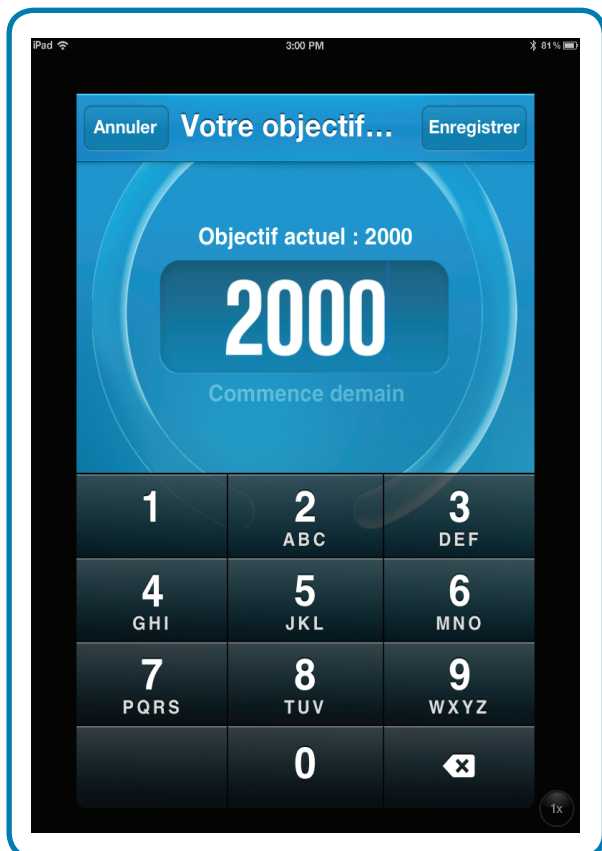 iPad 3:00 PM 81%
Annuler Votre objectif... Enregistrer
Objectif actuel : 2000
2000
Commence demain
1 2 3
ABC DEF
4 5 6
GHI JKL MNO
7 8 9
PQRS TUV WXYZ
0
1x